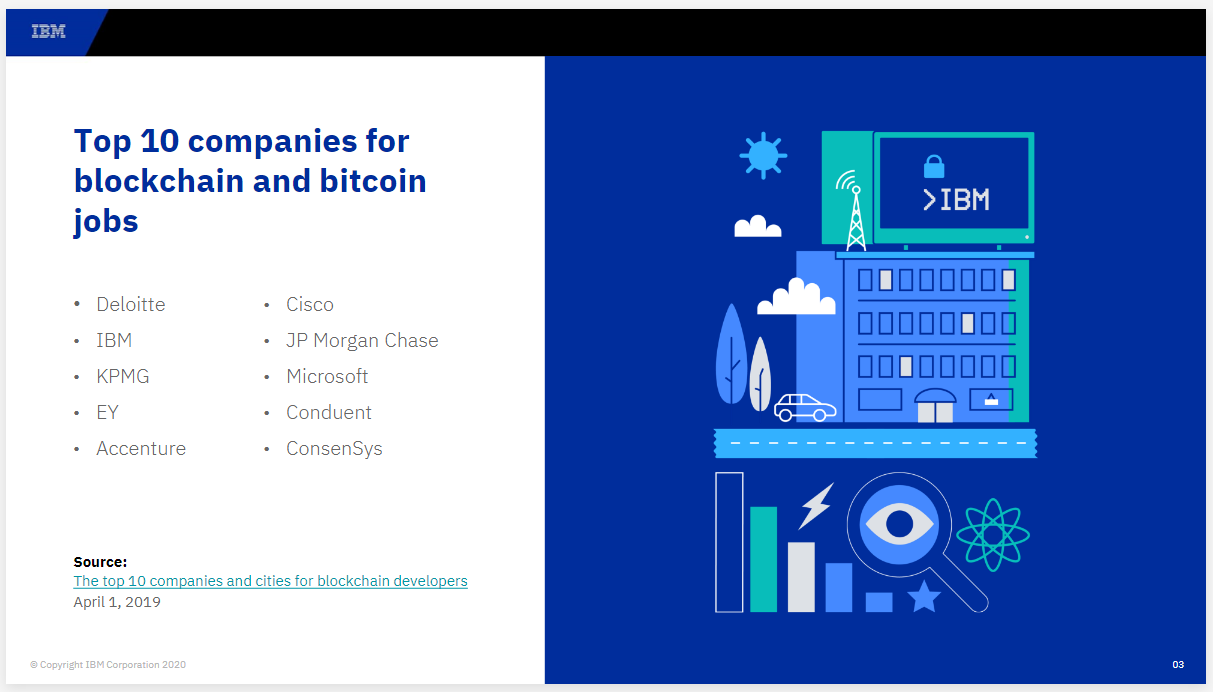 IBM
Top 10 companies for
blockchain and bitcoin
jobs
• Deloitte
• IBM
• KPMG
• EY
• Accenture
• Cisco
• JP Morgan Chase
• Microsoft
• Conduent
• ConsenSys
Source:
The top 10 companies and cities for blockchain developers
April 1, 2019
© Copyright IBM Corporation 2020
>IBM
03